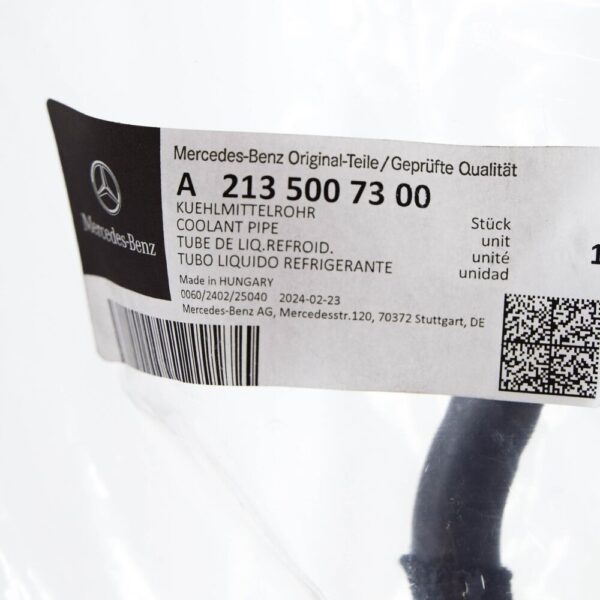 Mercedes-Benz
Mercedes-Benz Original-Teile/Geprüfte Qualität
A 213 500 73 00
KUEHLMITTELROHR
COOLANT PIPE
TUBE DE LIQ.REFROID.
TUBO LIQUIDO REFRIGERANTE
Stück
unit
unité
unidad
1
Made in HUNGARY
0060/2402/25040 2024-02-23
Mercedes-Benz AG, Mercedesstr.120, 70372 Stuttgart, DE